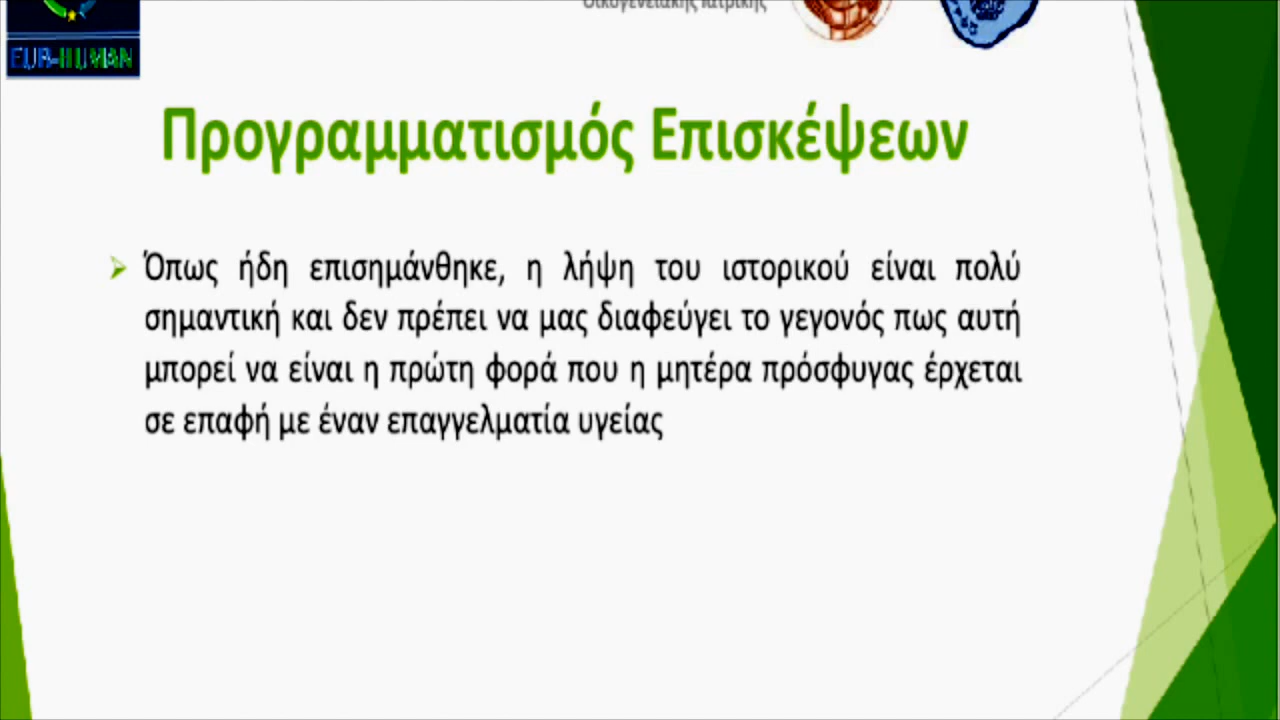 Οικογενειακής Ιατρικής
EUR-HUMAN
Προγραμματισμός Επισκέψεων
Όπως ήδη επισημάνθηκε, η λήψη του ιστορικού είναι πολύ
σημαντική και δεν πρέπει να μας διαφεύγει το γεγονός πως αυτή
μπορεί να είναι η πρώτη φορά που η μητέρα πρόσφυγας έρχεται
σε επαφή με έναν επαγγελματία υγείας